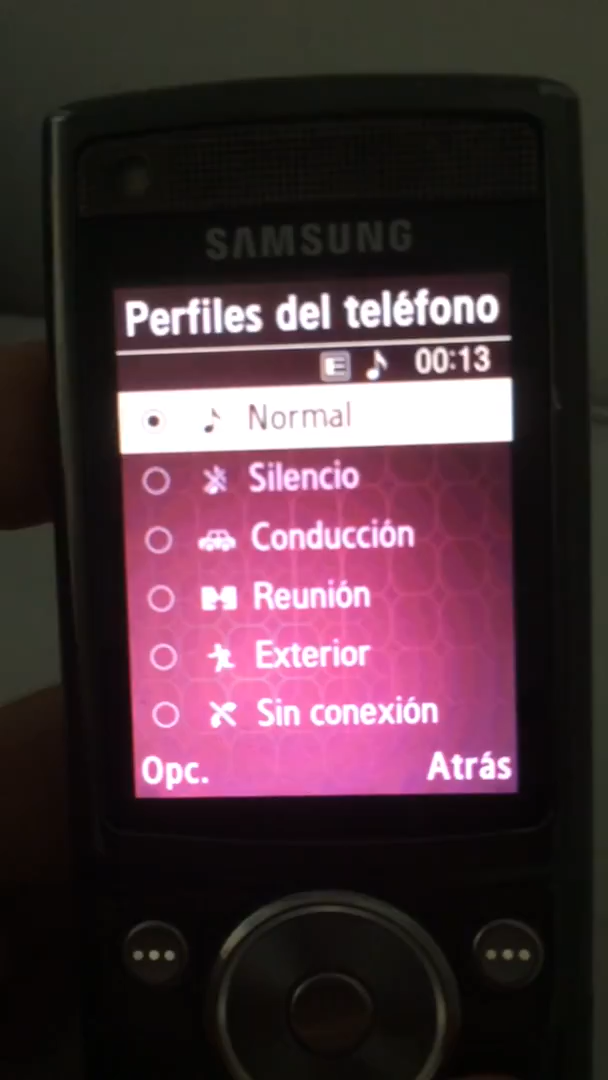 SAMSUNG
Perfiles del teléfono
E 00:13
Normal
Silencio
Conducción
Reunión
Exterior
Sin conexión
Opc. Atrás